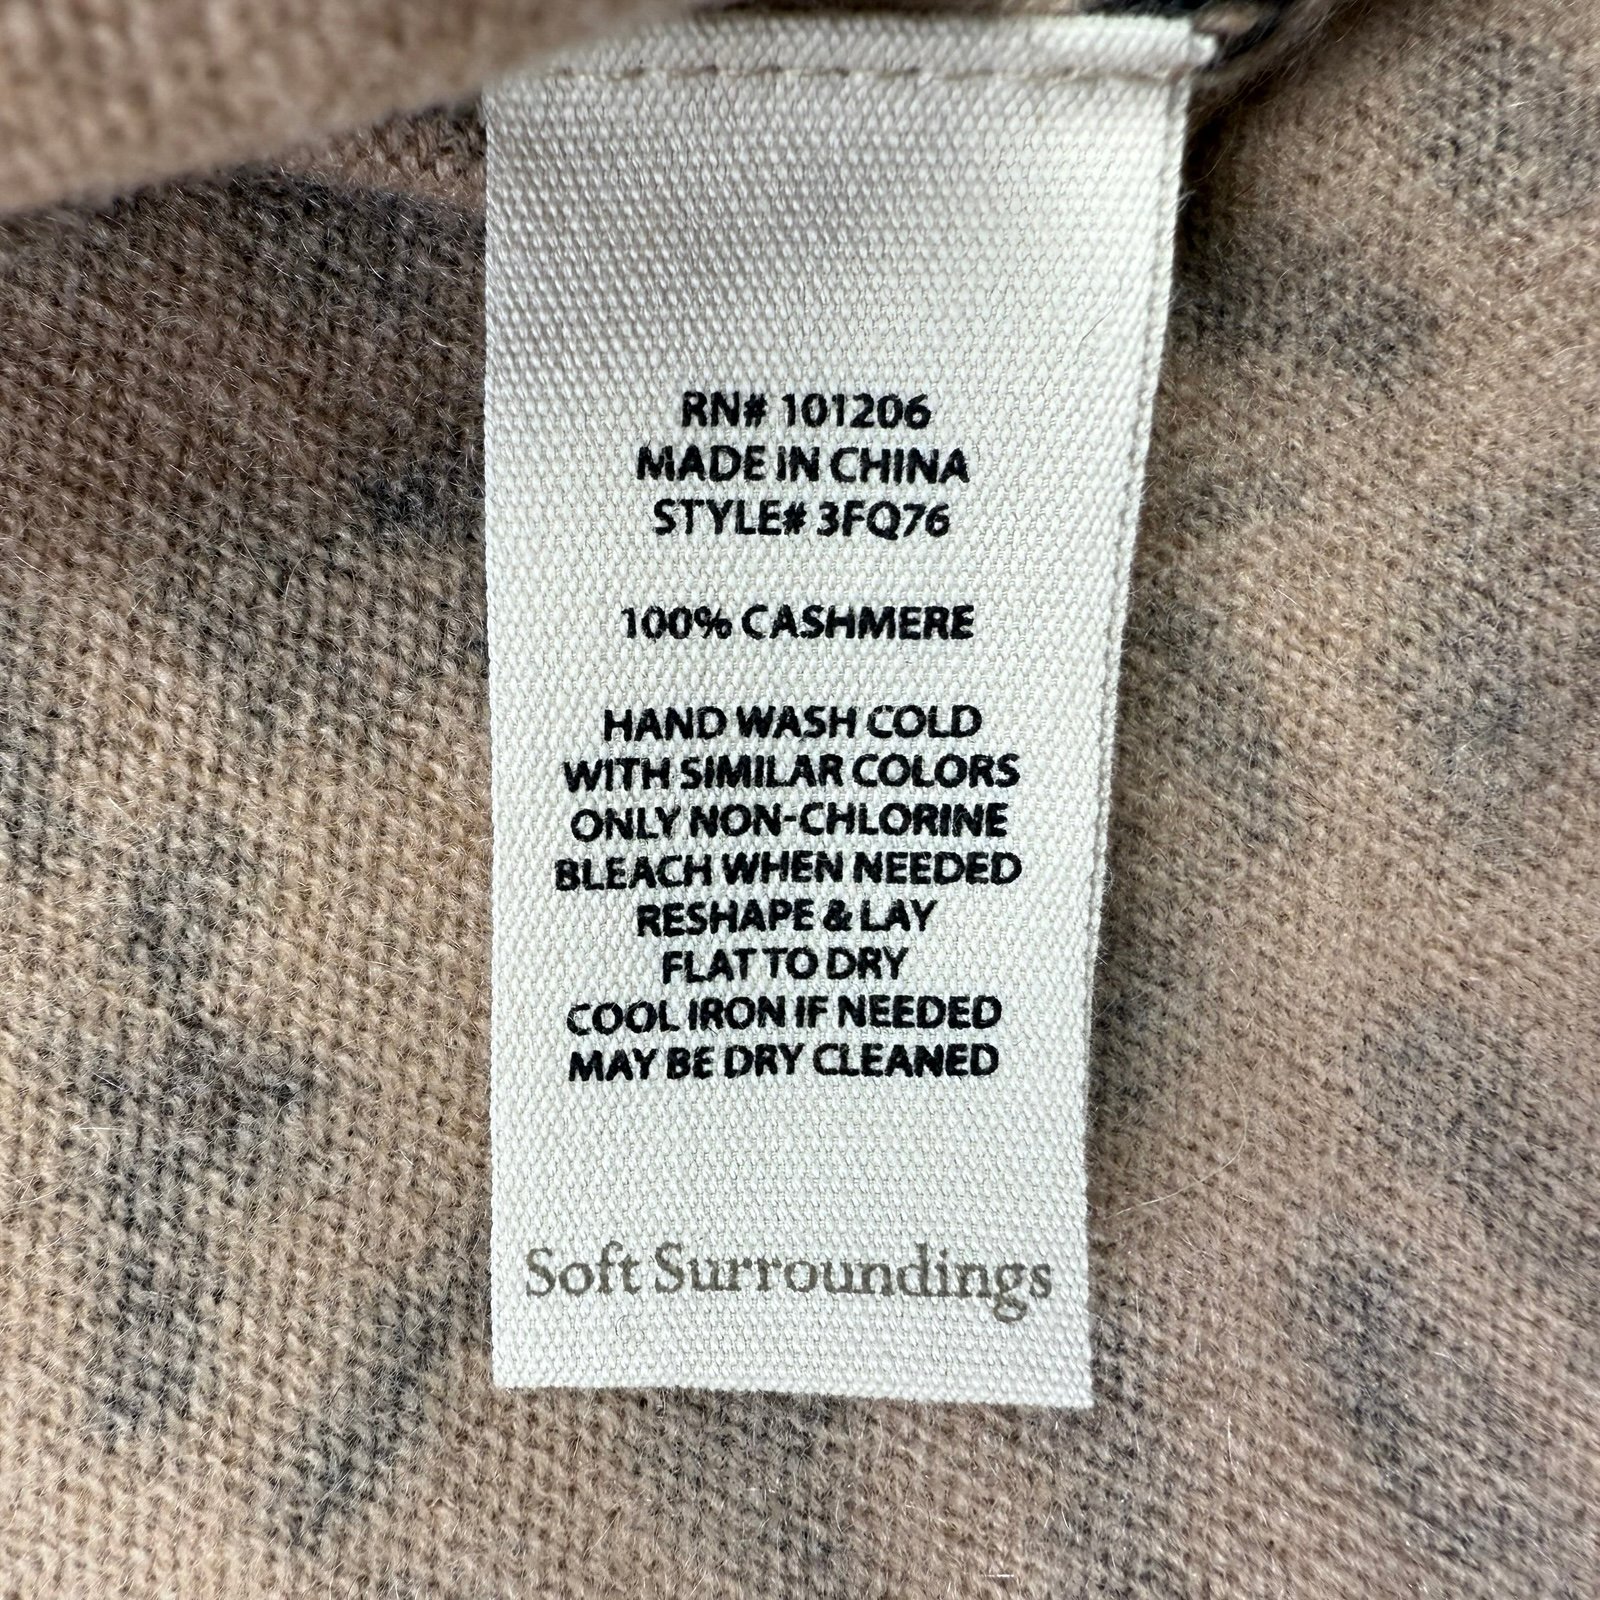 RN# 101206
MADE IN CHINA
STYLE# 3FQ76
100% CASHMERE
HAND WASH COLD
WITH SIMILAR COLORS
ONLY NON-CHLORINE
BLEACH WHEN NEEDED
RESHAPE & LAY
FLAT TO DRY
COOL IRON IF NEEDED
MAY BE DRY CLEANED
Soft Surroundings